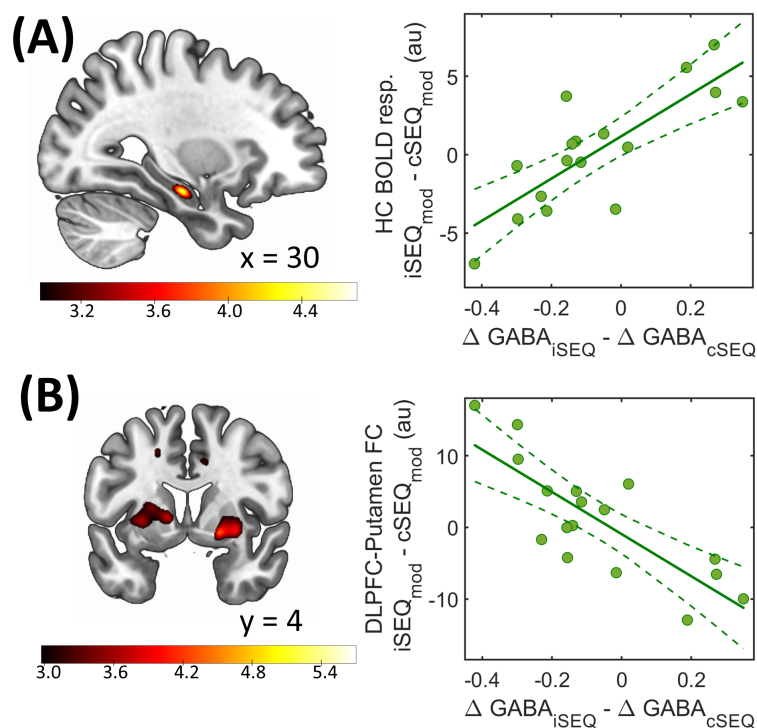 (A)
x = 30
3.2 3.6 4.0 4.4
HC BOLD resp.
iSEQmod - cSEQmod (au)
5
0
-5
-0.4 -0.2 0 0.2
Δ GABAiSEQ - Δ GABAcSEQ
(B)
y = 4
3.0 3.6 4.2 4.8 5.4
DLPFC-Putamen FC
iSEQmod - cSEQmod (au)
10
0
-10
-0.4 -0.2 0 0.2
Δ GABAiSEQ - Δ GABAcSEQ